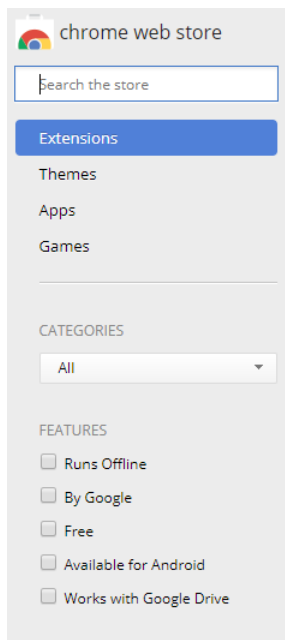 chrome web store
Search the store
Extensions
Themes
Apps
Games
CATEGORIES
All
FEATURES
Runs Offline
By Google
Free
Available for Android
Works with Google Drive